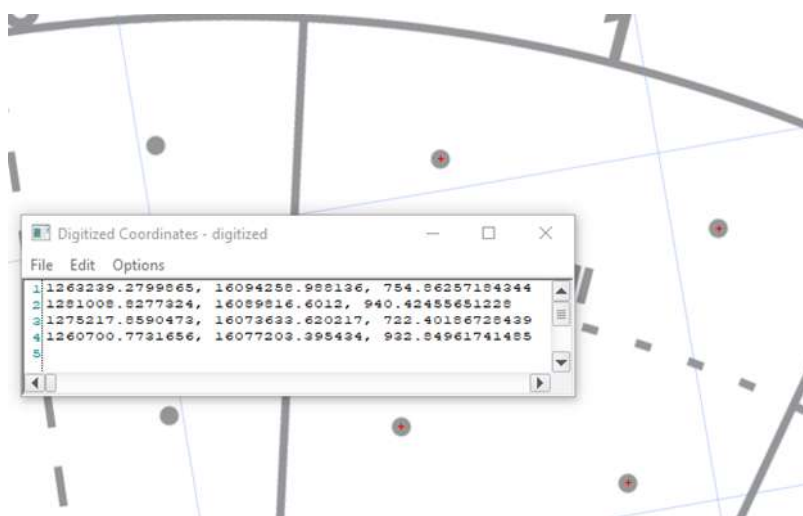 1
Digitized Coordinates - digitized
File Edit Options
1 1263239.2799865, 16094258.988136, 754.86257184344
2 1281008.8277324, 16089816.6012, 940.42455651228
3 1275217.8590473, 16073633.620217, 722.40186728439
4 1260700.7731656, 16077203.395434, 932.84961741485
5